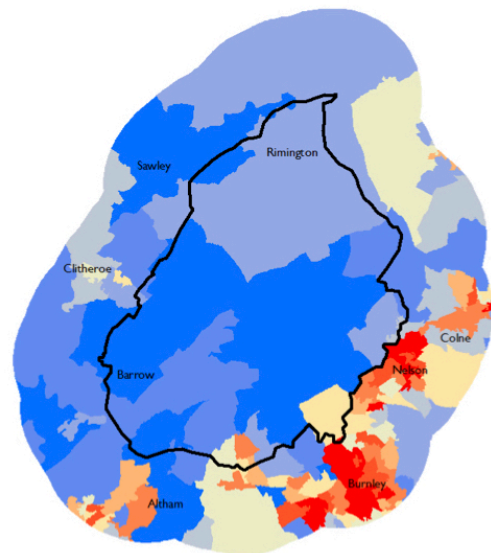 Rimington
Sawley
Clitheroe
Colne
Nelson
Barrow
Burnley
Altham